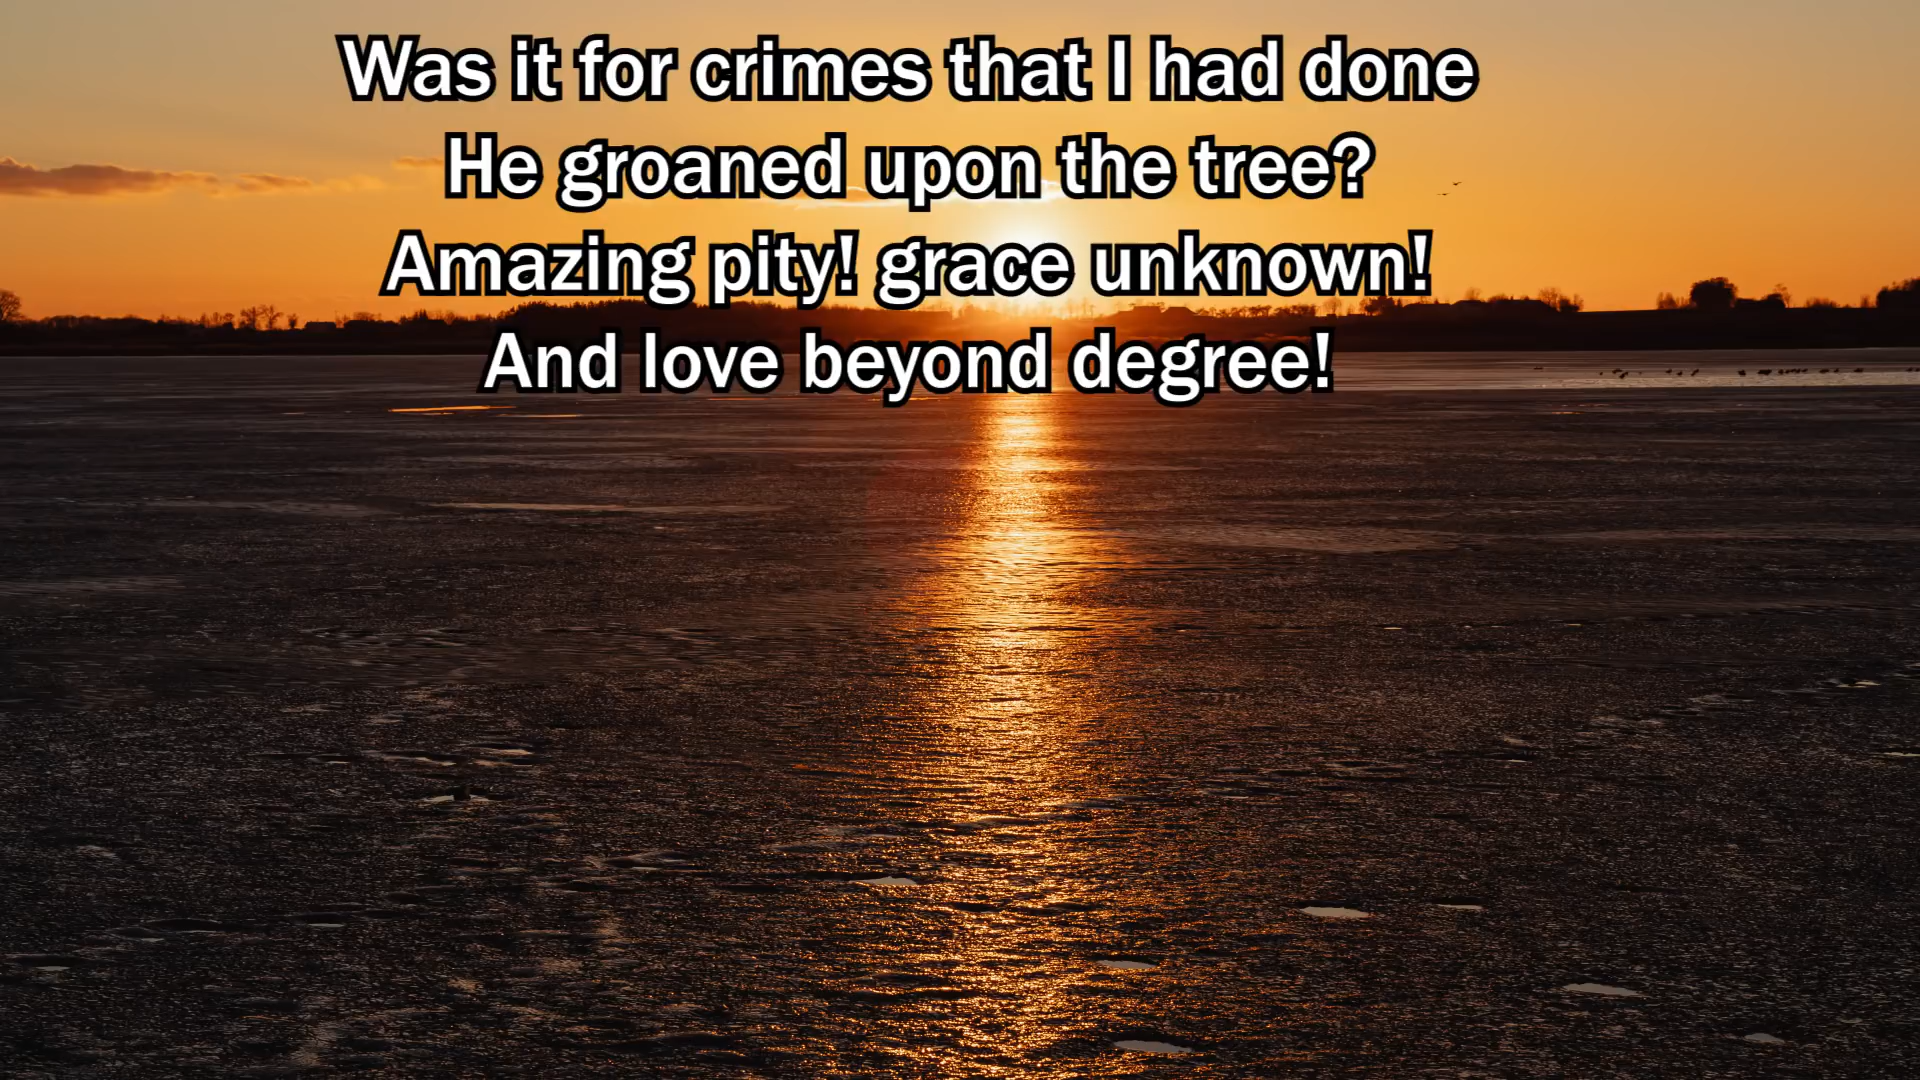 Was it for crimes that I had done
He groaned upon the tree?
Amazing pity! grace unknown!
And love beyond degree!